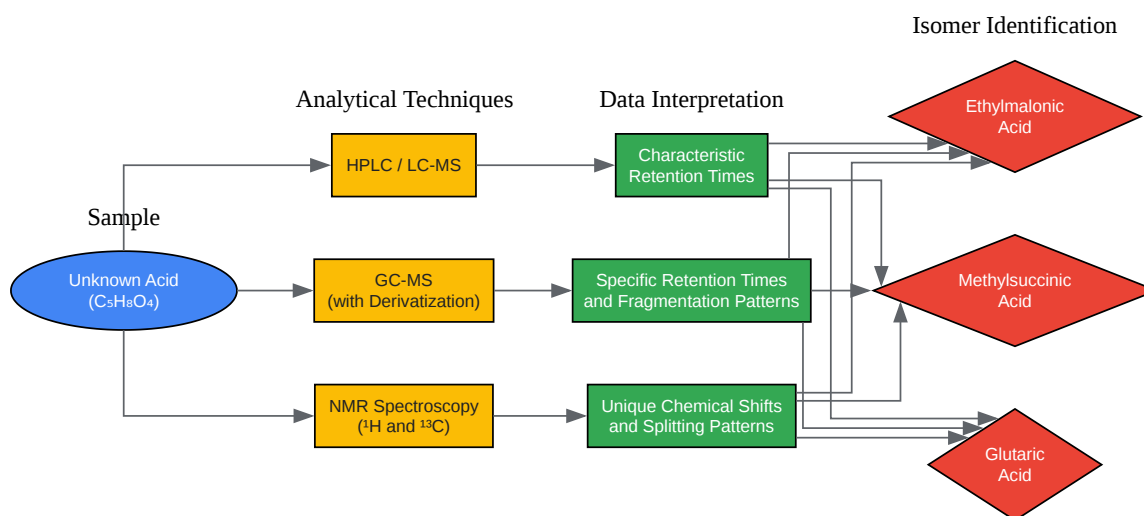 Isomer Identification
Analytical Techniques
Data Interpretation
Sample
Unknown Acid
(C₅H₈O₄)
HPLC / LC-MS
GC-MS
(with Derivatization)
NMR Spectroscopy
(¹H and ¹³C)
Characteristic
Retention Times
Specific Retention Times
and Fragmentation Patterns
Unique Chemical Shifts
and Splitting Patterns
Ethylmalonic
Acid
Methylsuccinic
Acid
Glutaric
Acid